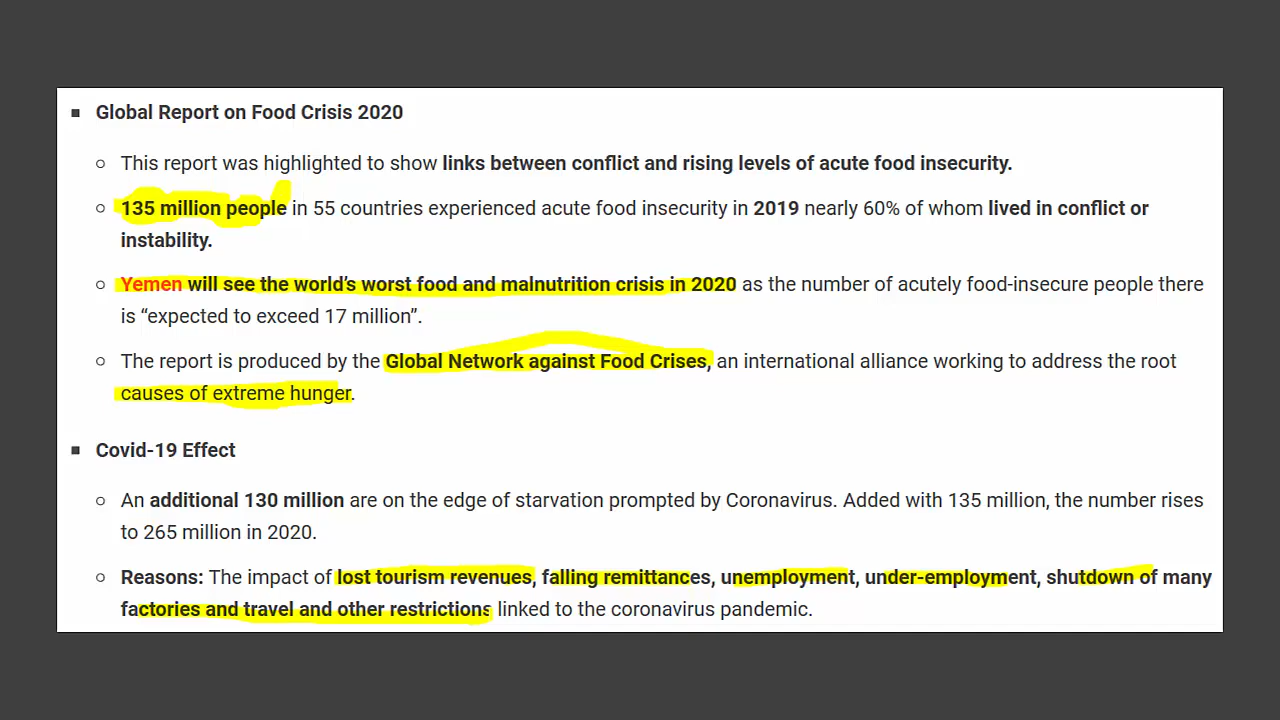 Global Report on Food Crisis 2020
This report was highlighted to show links between conflict and rising levels of acute food insecurity.
135 million people in 55 countries experienced acute food insecurity in 2019 nearly 60% of whom lived in conflict or
instability.
Yemen will see the world's worst food and malnutrition crisis in 2020 as the number of acutely food-insecure people there
is “expected to exceed 17 million”.
The report is produced by the Global Network against Food Crises, an international alliance working to address the root
causes of extreme hunger.
Covid-19 Effect
An additional 130 million are on the edge of starvation prompted by Coronavirus. Added with 135 million, the number rises
to 265 million in 2020.
Reasons: The impact of lost tourism revenues, falling remittances, unemployment, under-employment, shutdown of many
factories and travel and other restrictions linked to the coronavirus pandemic.